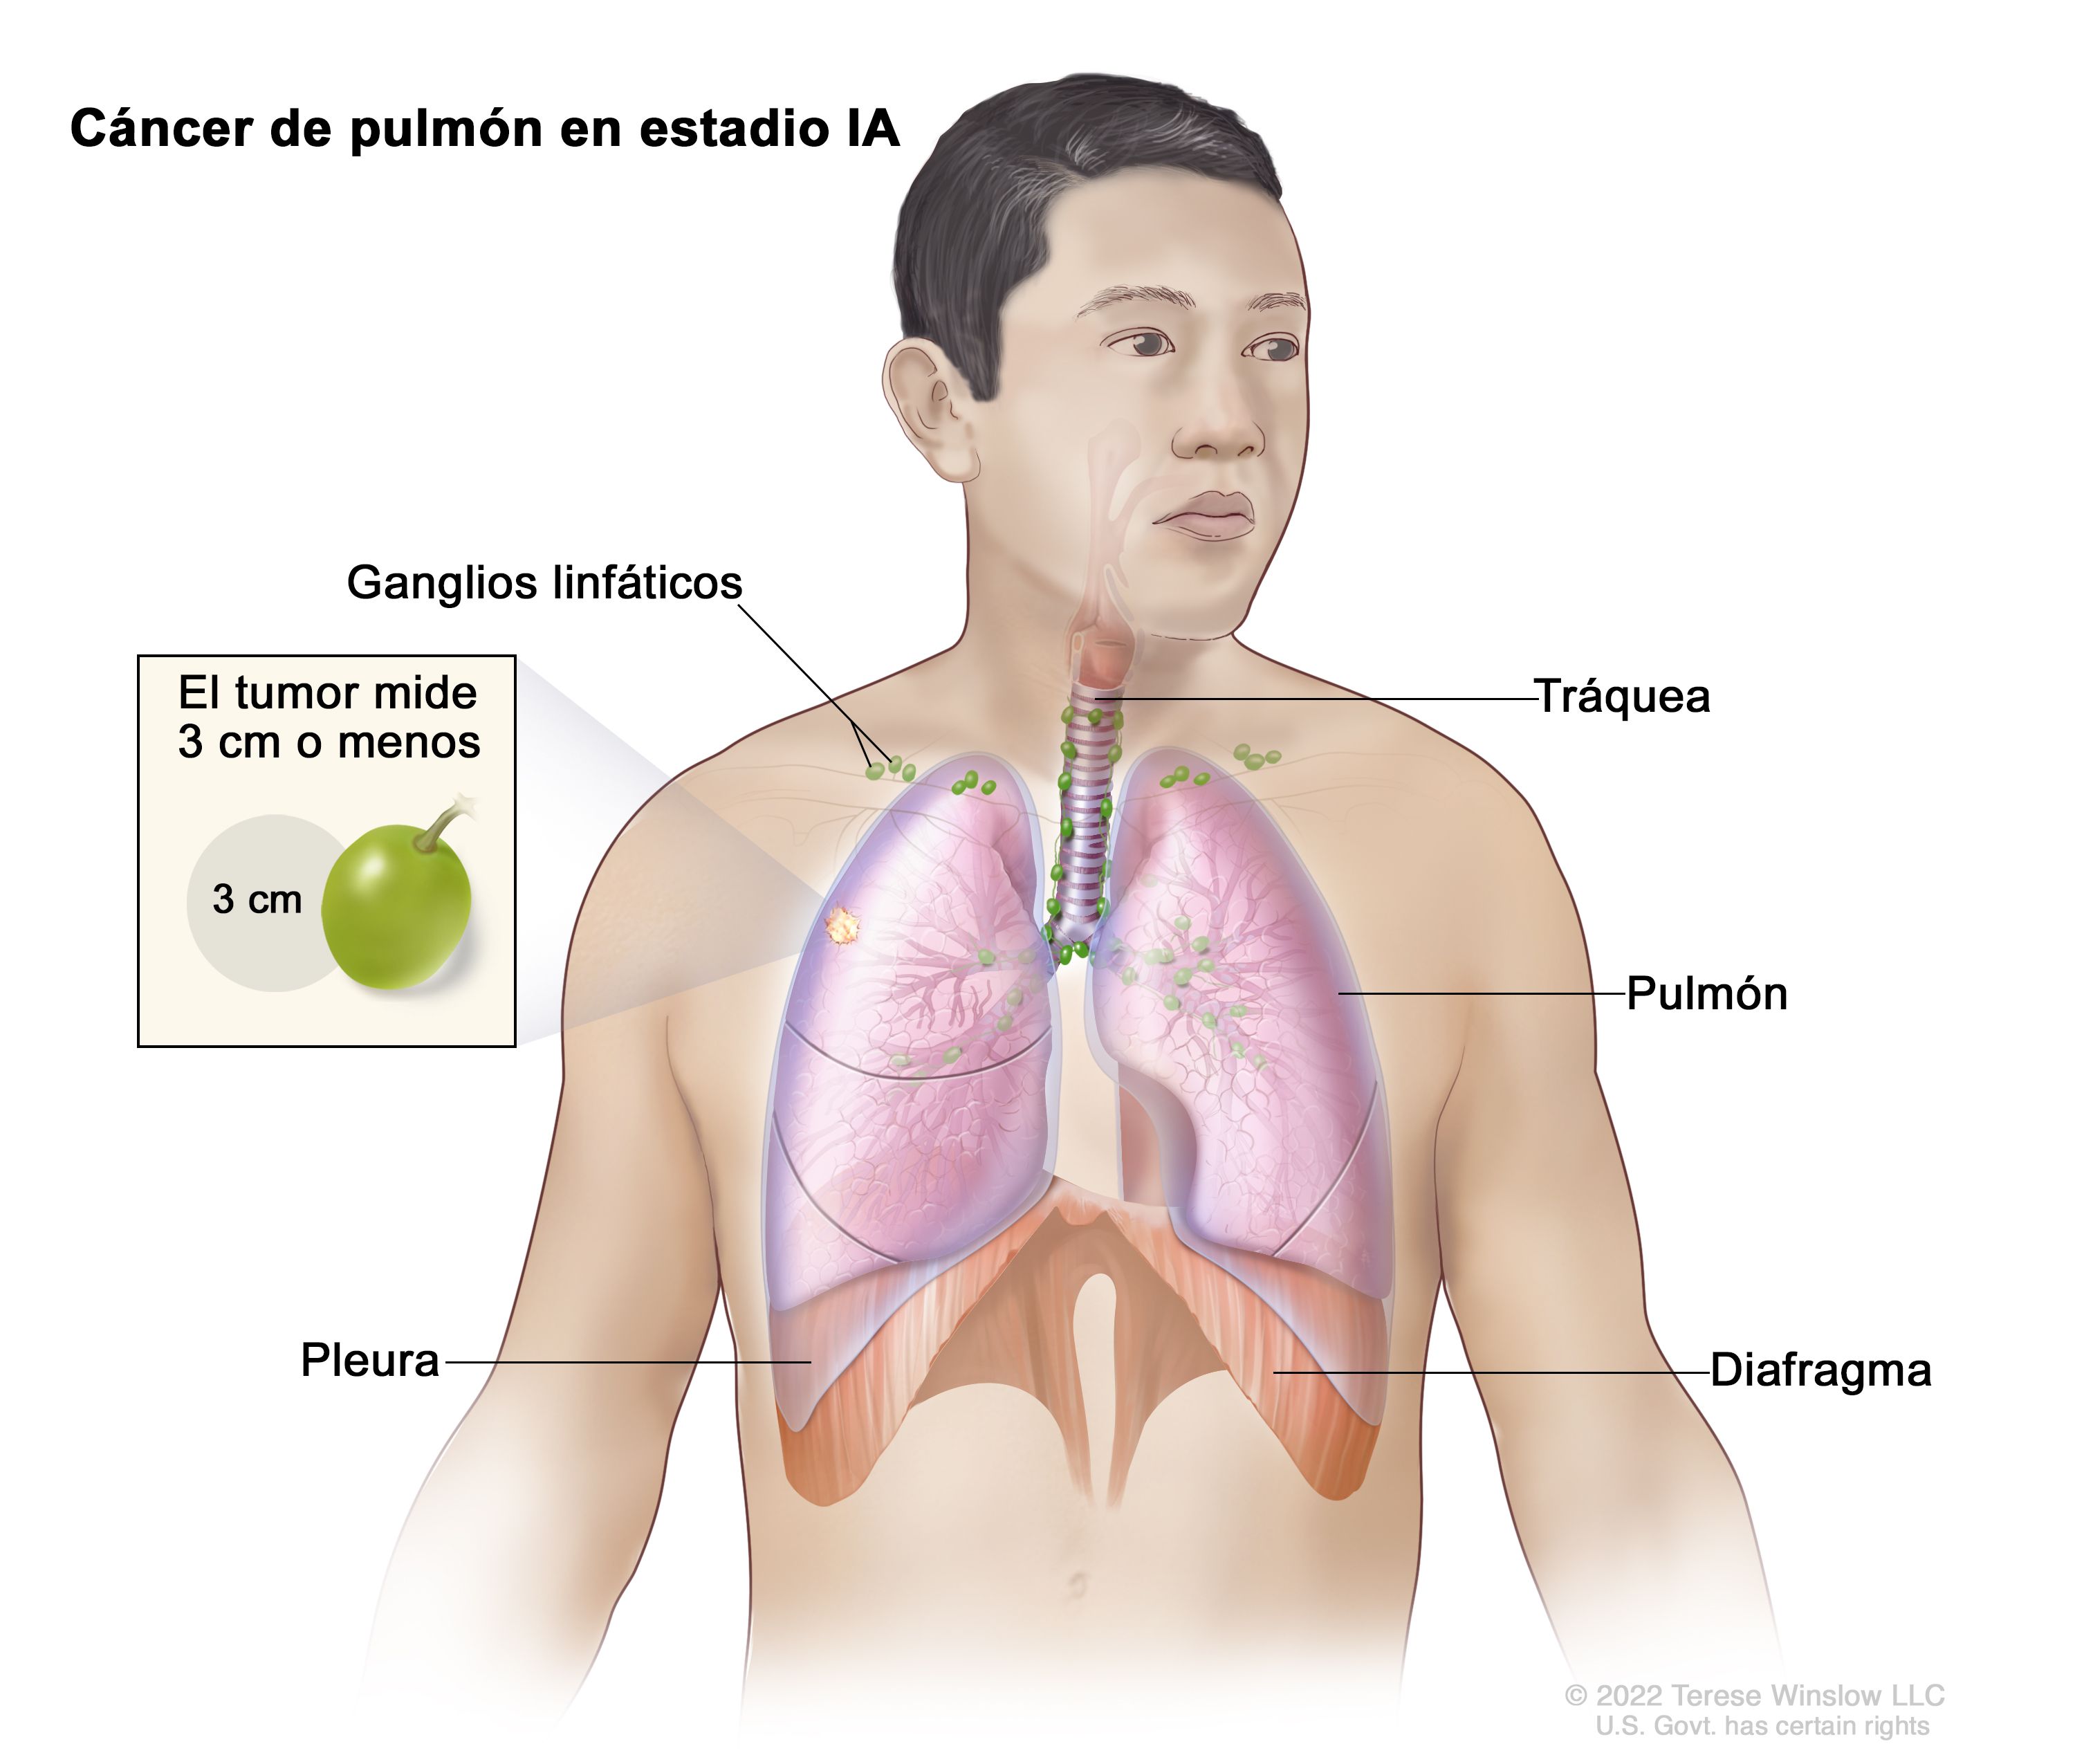 Cáncer de pulmón en estadio IA
Ganglios linfáticos
El tumor mide
3 cm o menos
3 cm
Tráquea
Pulmón
Pleura
Diafragma
© 2022 Terese Winslow LLC
U.S. Govt. has certain rights